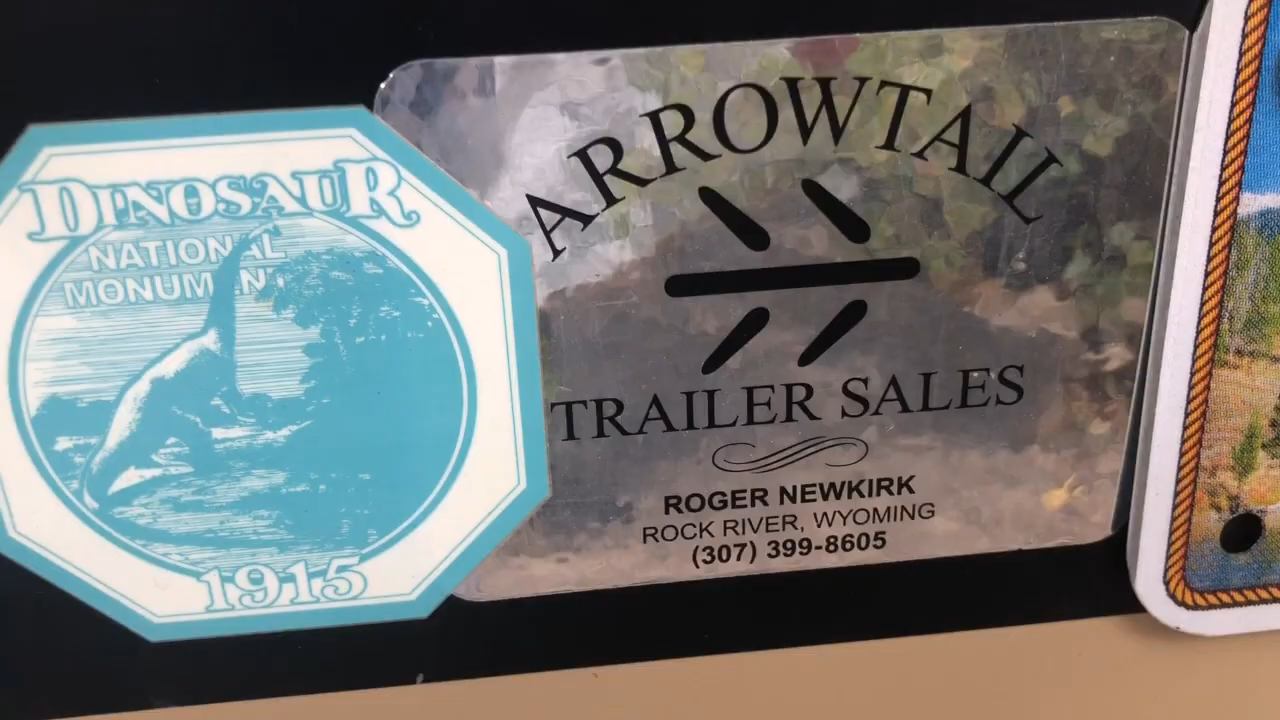 DINOSAUR
NATIONAL
MONUMENT
1915
ARROWTAIL
TRAILER SALES
ROGER NEWKIRK
ROCK RIVER, WYOMING
(307) 399-8605